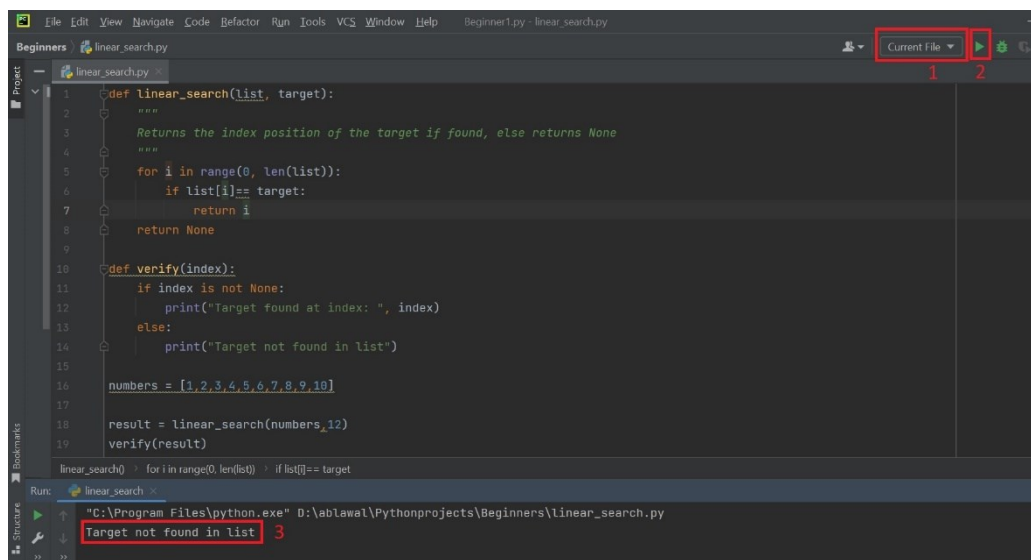 PC File Edit View Navigate Code Refactor Run Tools VCS Window Help Beginner1.py - linear_search.py
Beginners linear_search.py Current File
1 2
Project
linear_search.py
1 def linear_search(list, target):
2 """
3 Returns the index position of the target if found, else returns None
4 """
5 for i in range(0, len(list)):
6 if list[i]== target:
7 return i
8 return None
9
10 def verify(index):
11 if index is not None:
12 print("Target found at index: ", index)
13 else:
14 print("Target not found in list")
15
16 numbers = [1,2,3,4,5,6,7,8,9,10]
17
18 result = linear_search(numbers,12)
19 verify(result)
Bookmarks
linear_search() for i in range(0, len(list)) if list[i]== target
Run: linear_search
Structure
"C:\Program Files\python.exe" D:\ablawal\Pythonprojects\Beginners\linear_search.py
Target not found in list 3